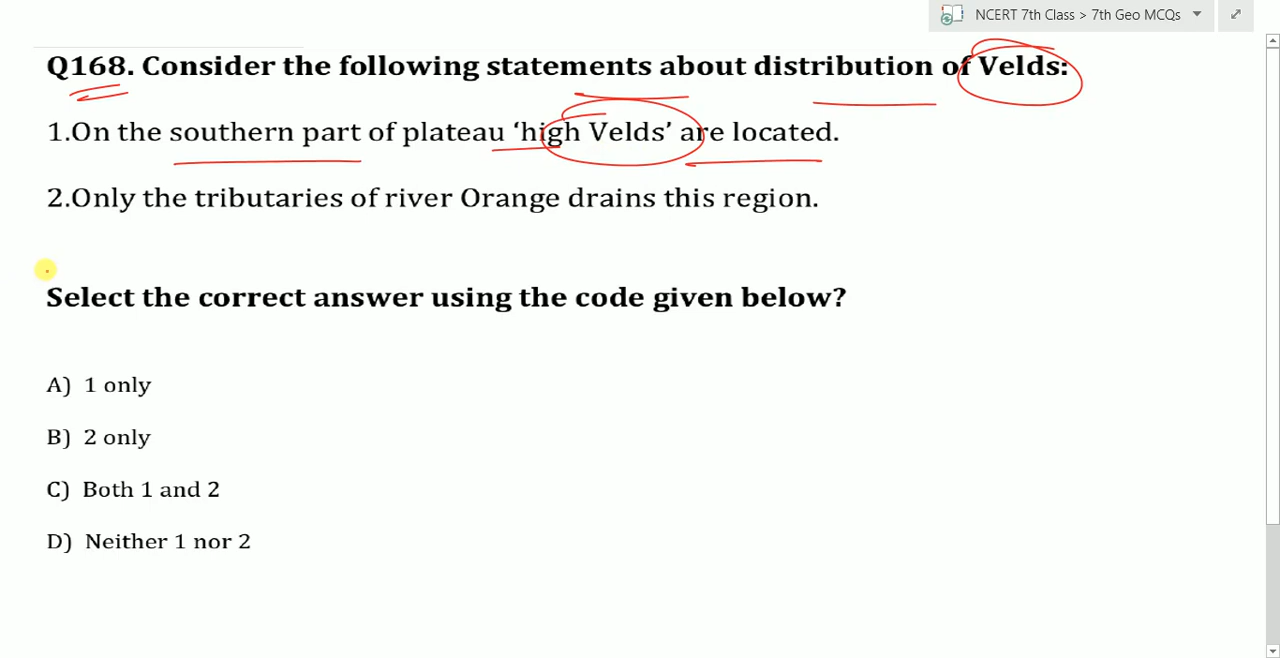 NCERT 7th Class > 7th Geo MCQs
Q168. Consider the following statements about distribution of Velds:
1.On the southern part of plateau ‘high Velds’ are located.
2.Only the tributaries of river Orange drains this region.
Select the correct answer using the code given below?
A) 1 only
B) 2 only
C) Both 1 and 2
D) Neither 1 nor 2